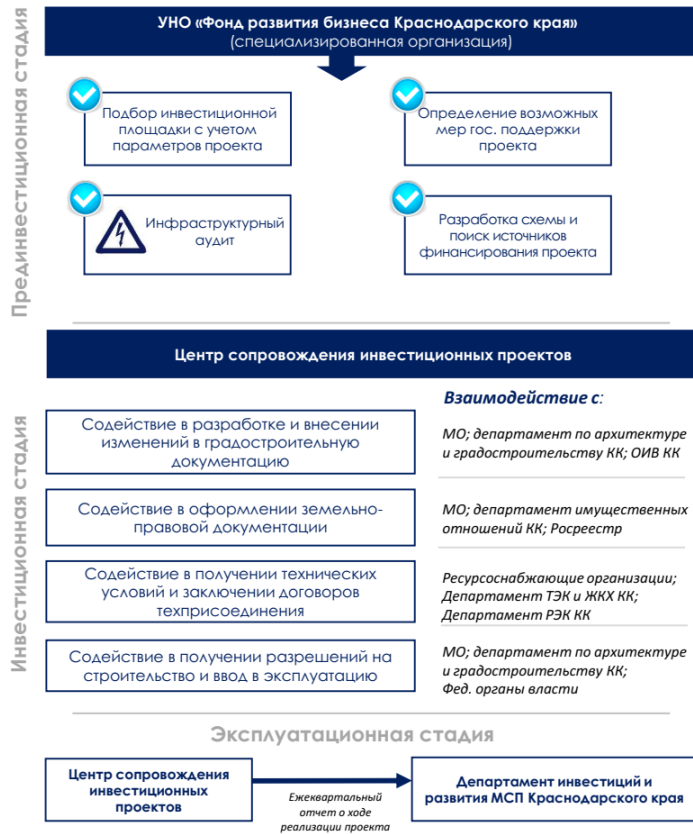 Прединвестиционная стадия
УНО «Фонд развития бизнеса Краснодарского края»
(специализированная организация)
Подбор инвестиционной
площадки с учетом
параметров проекта
Определение возможных
мер гос. поддержки
проекта
Инфраструктурный
аудит
Разработка схемы и
поиск источников
финансирования проекта
Инвестиционная стадия
Центр сопровождения инвестиционных проектов
Взаимодействие с:
Содействие в разработке и внесении
изменений в градостроительную
документацию
МО; департамент по архитектуре
и градостроительству КК; ОИВ КК
Содействие в оформлении земельно-
правовой документации
МО; департамент имущественных
отношений КК; Росреестр
Содействие в получении технических
условий и заключении договоров
техприсоединения
Ресурсоснабжающие организации;
Департамент ТЭК и ЖКХ КК;
Департамент РЭК КК
Содействие в получении разрешений на
строительство и ввод в эксплуатацию
МО; департамент по архитектуре
и градостроительству КК;
Фед. органы власти
Эксплуатационная стадия
Центр сопровождения
инвестиционных
проектов
Ежеквартальный
отчет о ходе
реализации проекта
Департамент инвестиций и
развития МСП Краснодарского края